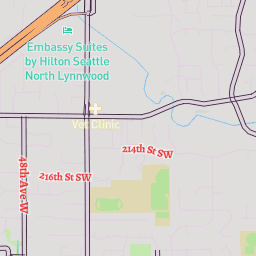 Embassy Suites
by Hilton Seattle
North Lynnwood
Vet Clinic
214th St SW
48th Ave W
216th St SW